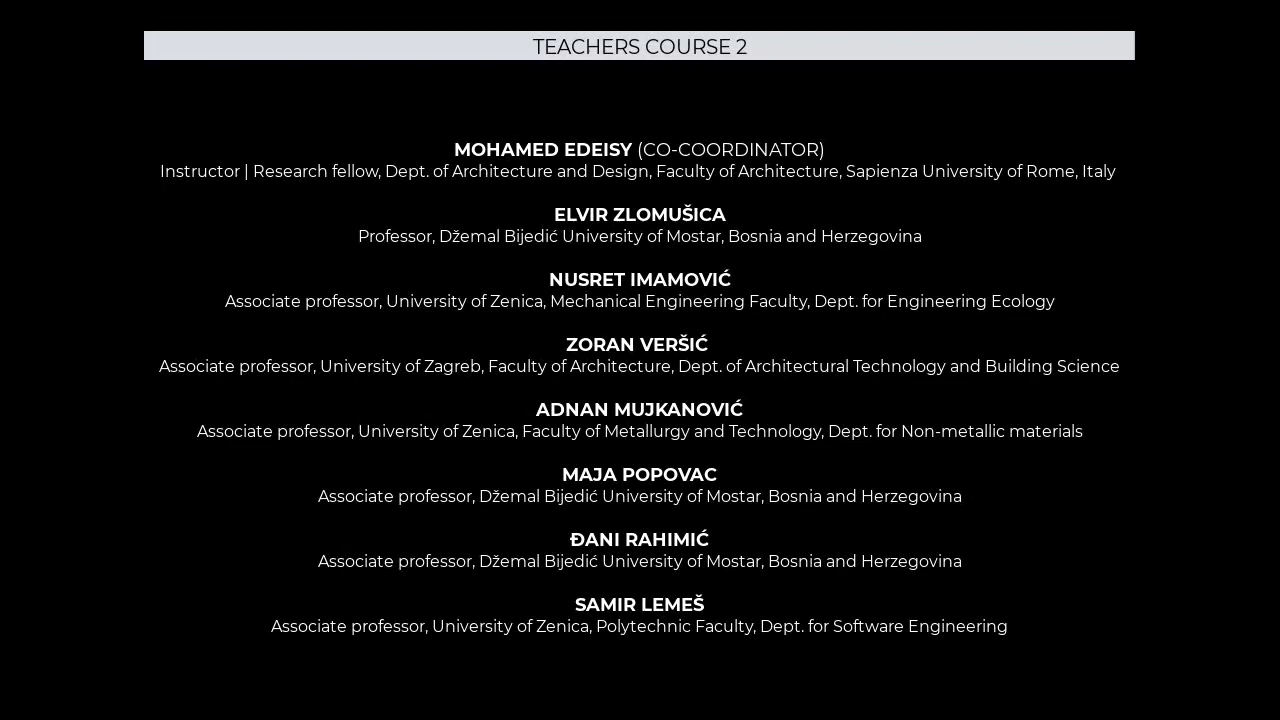 TEACHERS COURSE 2
MOHAMED EDEISY (CO-COORDINATOR)
Instructor | Research fellow, Dept. of Architecture and Design, Faculty of Architecture, Sapienza University of Rome, Italy
ELVIR ZLOMUŠICA
Professor, Džemal Bijedić University of Mostar, Bosnia and Herzegovina
NUSRET IMAMOVIĆ
Associate professor, University of Zenica, Mechanical Engineering Faculty, Dept. for Engineering Ecology
ZORAN VERŠIĆ
Associate professor, University of Zagreb, Faculty of Architecture, Dept. of Architectural Technology and Building Science
ADNAN MUJKANOVIĆ
Associate professor, University of Zenica, Faculty of Metallurgy and Technology, Dept. for Non-metallic materials
MAJA POPOVAC
Associate professor, Džemal Bijedić University of Mostar, Bosnia and Herzegovina
ĐANI RAHIMIĆ
Associate professor, Džemal Bijedić University of Mostar, Bosnia and Herzegovina
SAMIR LEMEŠ
Associate professor, University of Zenica, Polytechnic Faculty, Dept. for Software Engineering